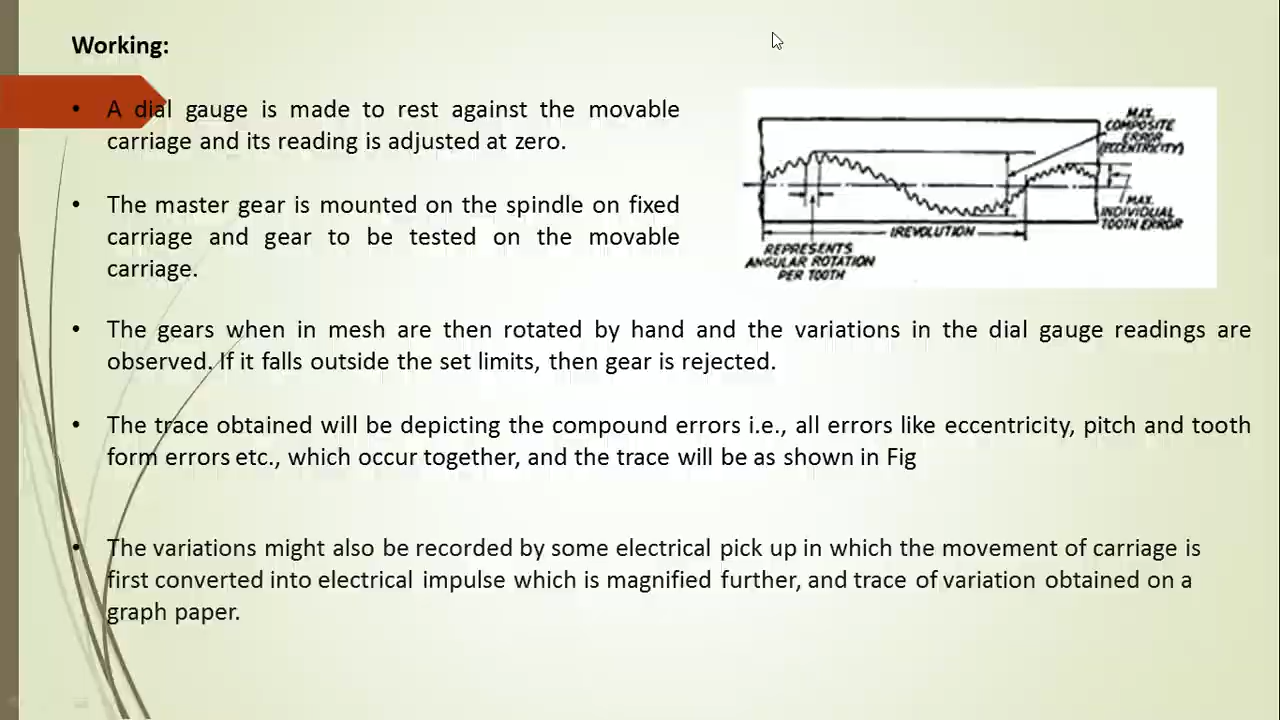 Working:
• A dial gauge is made to rest against the movable
carriage and its reading is adjusted at zero.
• The master gear is mounted on the spindle on fixed
carriage and gear to be tested on the movable
carriage.
MAX.
COMPOSITE
ERROR
(ECCENTRICITY)
MAX.
INDIVIDUAL
TOOTH ERROR
1REVOLUTION
REPRESENTS
ANGULAR ROTATION
PER TOOTH
• The gears when in mesh are then rotated by hand and the variations in the dial gauge readings are
observed. If it falls outside the set limits, then gear is rejected.
• The trace obtained will be depicting the compound errors i.e., all errors like eccentricity, pitch and tooth
form errors etc., which occur together, and the trace will be as shown in Fig
• The variations might also be recorded by some electrical pick up in which the movement of carriage is
first converted into electrical impulse which is magnified further, and trace of variation obtained on a
graph paper.